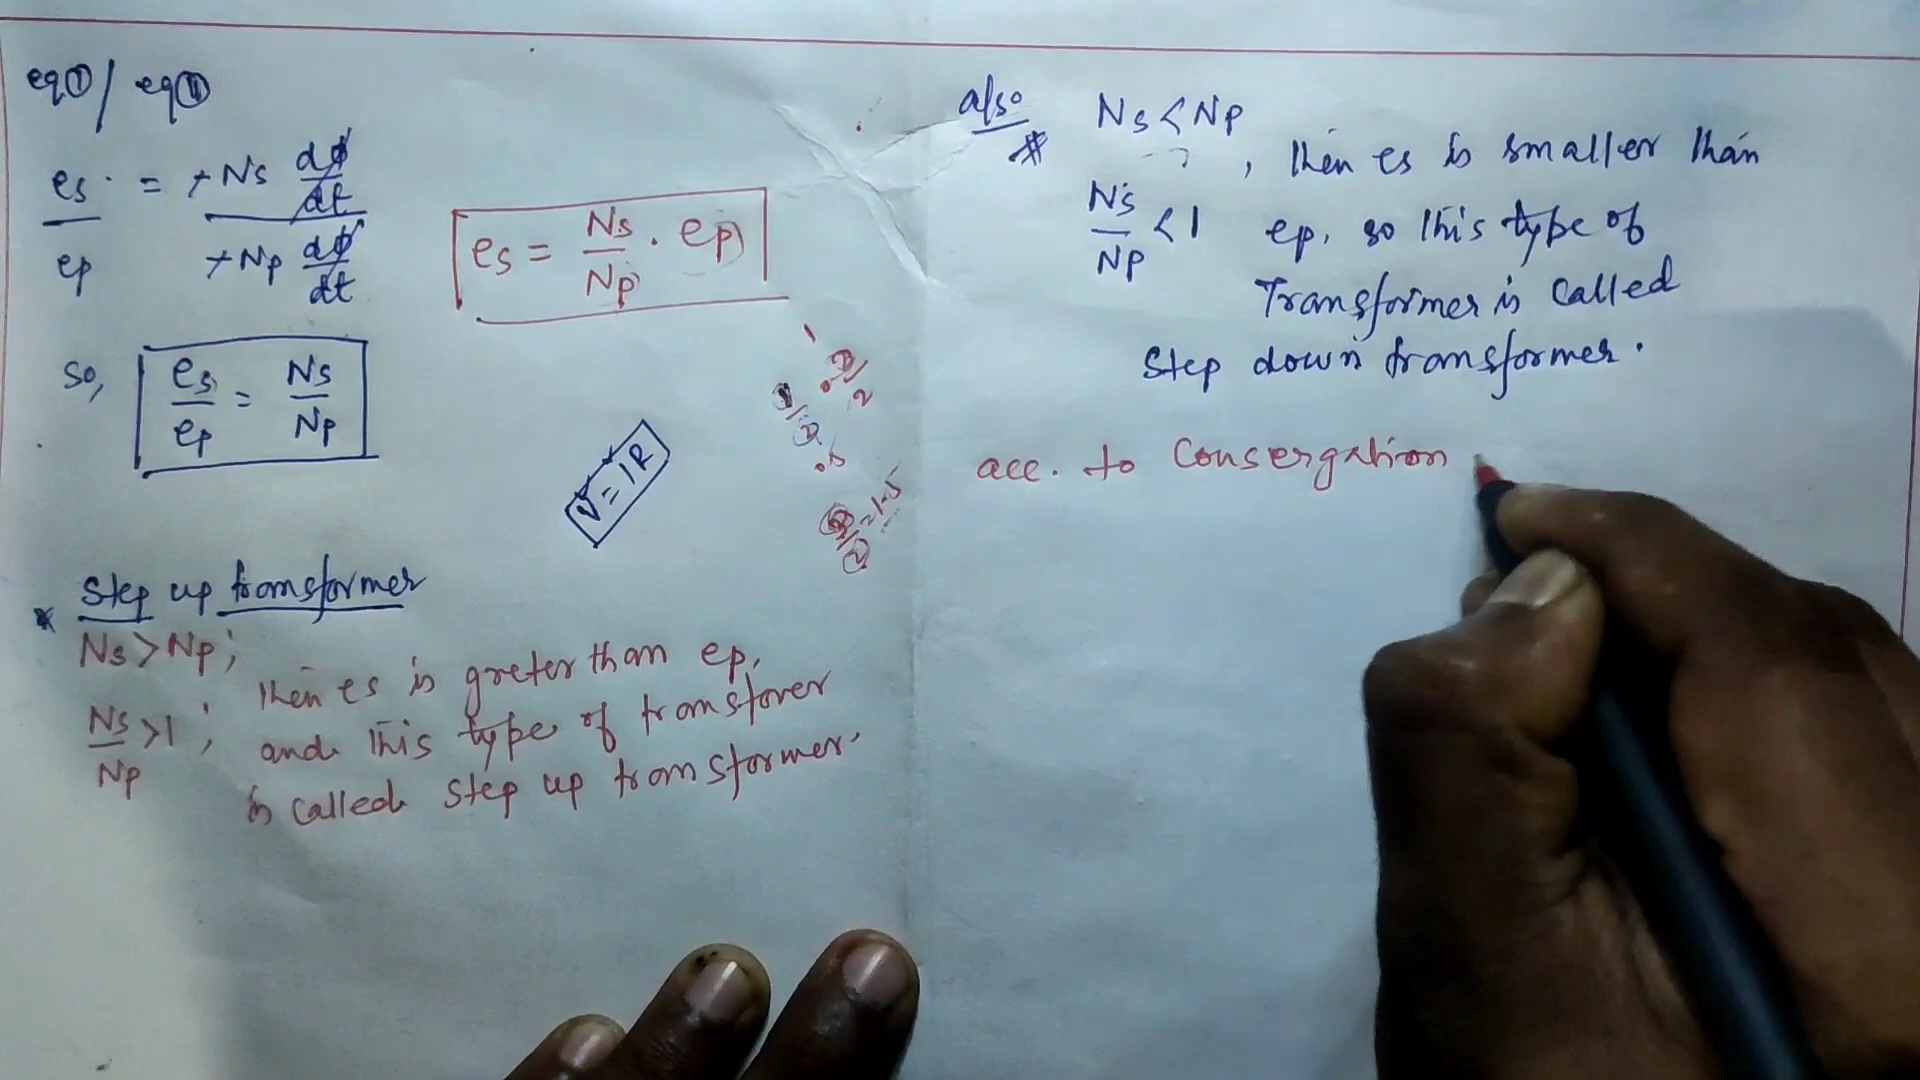 eq① / eq②
es = + Ns dφ/dt
ep + Np dφ/dt
es = Ns/Np . ep
so, es/ep = Ns/Np
V = IR
Step up transformer
Ns > Np ;
then es is greter than ep,
Ns/Np > 1 ; and this type of transfover
is called step up transformer.
also
Ns < Np
, then es is smaller than
Ns/Np < 1 ep, so this type of
Transformer is called
Step down transformer.
acc. to Consergation